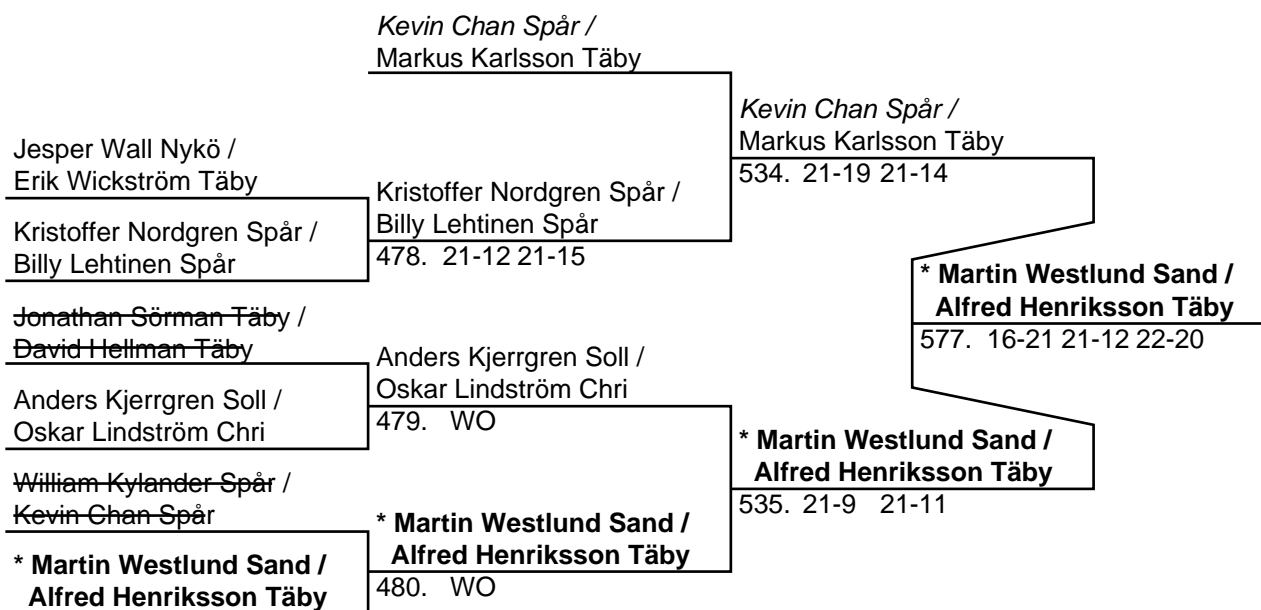 Kevin Chan Spår /
Markus Karlsson Täby
Kevin Chan Spår /
Markus Karlsson Täby
534. 21-19 21-14
Jesper Wall Nykö /
Erik Wickström Täby
Kristoffer Nordgren Spår /
Billy Lehtinen Spår
478. 21-12 21-15
Kristoffer Nordgren Spår /
Billy Lehtinen Spår
* Martin Westlund Sand /
Alfred Henriksson Täby
577. 16-21 21-12 22-20
Jonathan Sörman Täby /
David Hellman Täby
Anders Kjerrgren Soll /
Oskar Lindström Chri
479. WO
Anders Kjerrgren Soll /
Oskar Lindström Chri
* Martin Westlund Sand /
Alfred Henriksson Täby
535. 21-9 21-11
William Kylander Spår /
Kevin Chan Spår
* Martin Westlund Sand /
Alfred Henriksson Täby
480. WO
* Martin Westlund Sand /
Alfred Henriksson Täby